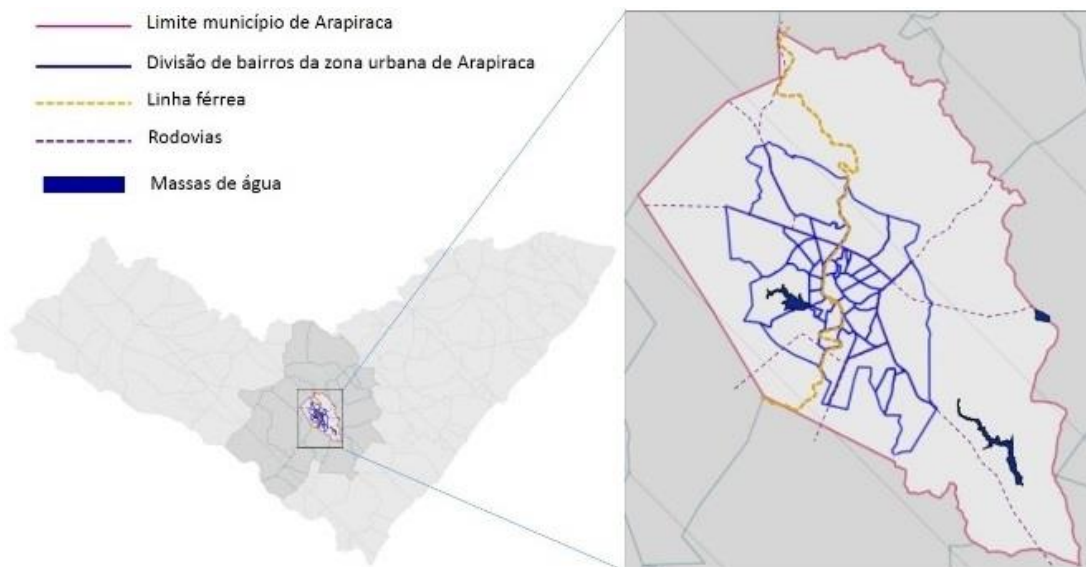 Limite município de Arapiraca
Divisão de bairros da zona urbana de Arapiraca
Linha férrea
Rodovias
Massas de água